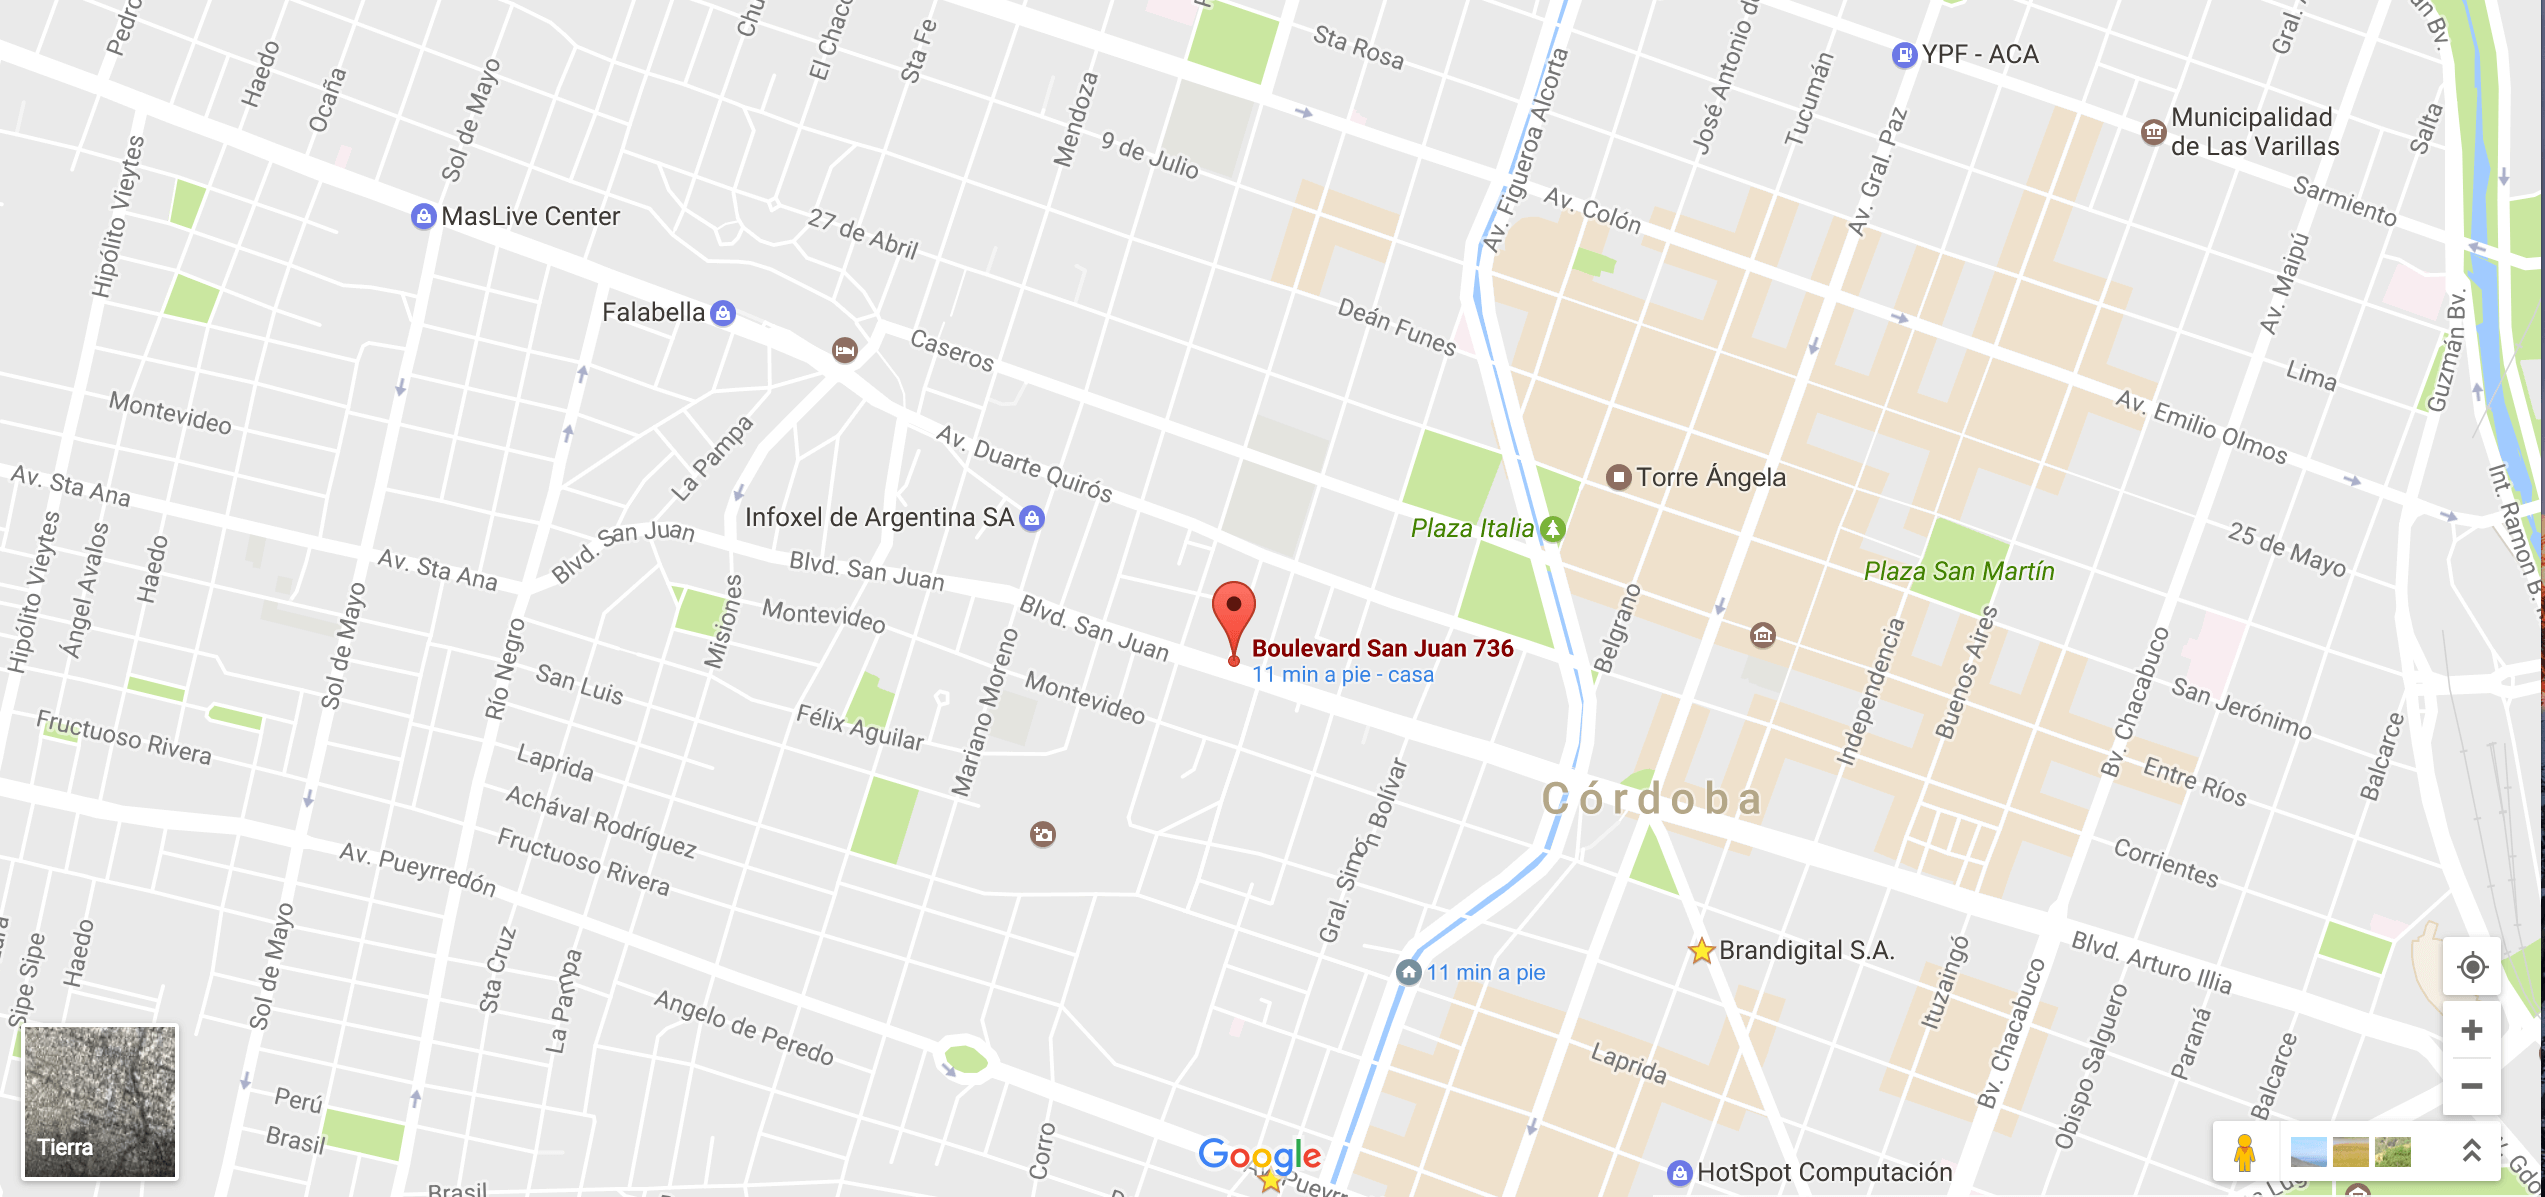 Sta Rosa
YPF - ACA
Haedo
Ocaña
Sol de Mayo
El Chaco
Sta Fe
Mendoza
9 de Julio
Av. Figueroa Alcorta
Tucumán
Av. Gral. Paz
Municipalidad
de Las Varillas
Salta
Hipólito Vieytes
MasLive Center
27 de Abril
Av. Colón
Sarmiento
Av. Maipú
Falabella
Caseros
Deán Funes
Lima
Guzmán Bv.
Montevideo
La Pampa
Av. Duarte Quirós
Av. Emilio Olmos
Av. Sta Ana
Torre Ángela
Infoxel de Argentina SA
Plaza Italia
25 de Mayo
Hipólito Vieytes
Ángel Avalos
Haedo
Av. Sta Ana
Blvd. San Juan
Blvd. San Juan
Plaza San Martín
Sol de Mayo
Misiones
Montevideo
Blvd. San Juan
Belgrano
Boulevard San Juan 736
11 min a pie - casa
Río Negro
San Luis
Mariano Moreno
Montevideo
Independencia
Buenos Aires
Bv. Chacabuco
San Jerónimo
Fructuoso Rivera
Félix Aguilar
Balcarce
Laprida
Entre Ríos
Córdoba
Achával Rodríguez
Gral. Simón Bolívar
Fructuoso Rivera
Av. Pueyrredón
Corrientes
Sipe Sipe
Haedo
Sol de Mayo
Sta Cruz
La Pampa
Brandigital S.A.
Blvd. Arturo Illia
Ituzaingó
11 min a pie
Bv. Chacabuco
Obispo Salguero
Paraná
Balcarce
Angelo de Peredo
Laprida
Perú
Brasil
Tierra
Corro
Google
HotSpot Computación
Brasil